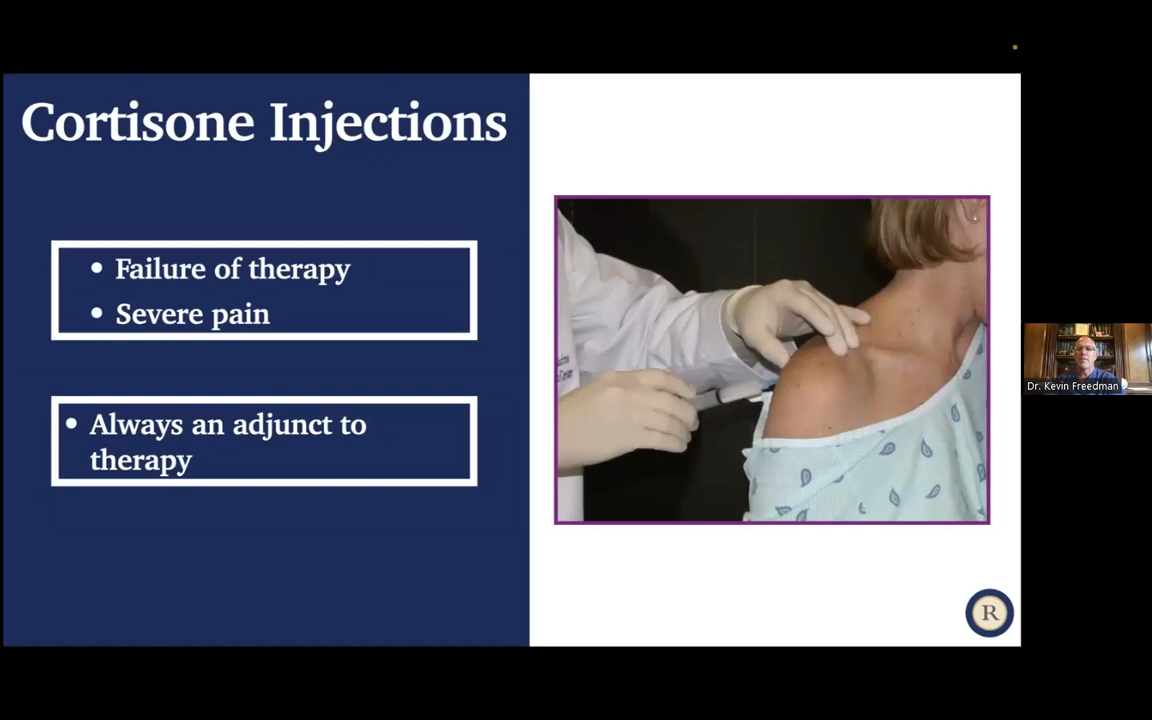 Cortisone Injections
• Failure of therapy
• Severe pain
• Always an adjunct to
therapy
R
Dr. Kevin Freedman